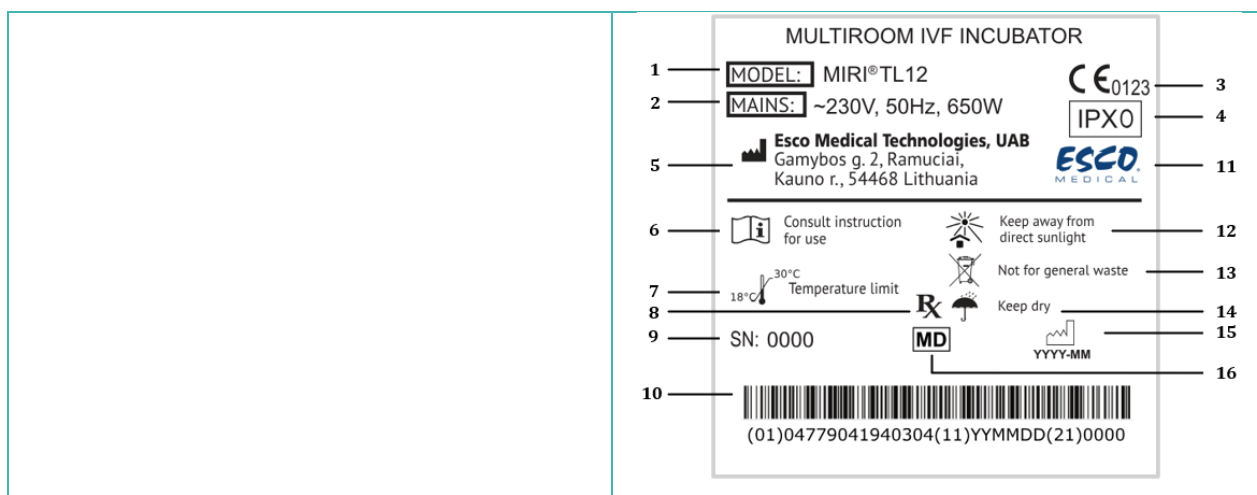 MULTIROOM IVF INCUBATOR
1 MODEL: MIRI® TL12
CE0123 3
2 MAINS: ~230V, 50Hz, 650W
IPX0 4
5 Esco Medical Technologies, UAB
Gamybos g. 2, Ramuciai,
Kauno r., 54468 Lithuania
ESCO. 11
MEDICAL
6 Consult instruction
for use
Keep away from 12
direct sunlight
Not for general waste 13
7 18°C 30°C Temperature limit
8 Rx
Keep dry 14
9 SN: 0000
MD
15
YYYY-MM
16
10
(01)04779041940304(11)YYMMDD(21)0000